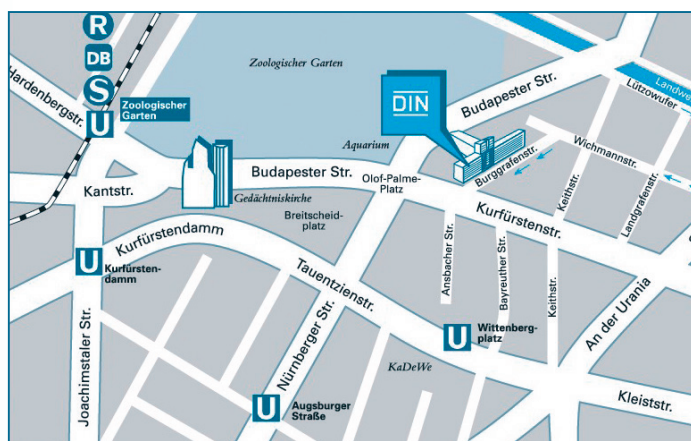 R
DB
S
U
Zoologischer
Garten
Hardenbergstr.
Zoologischer Garten
DIN
Budapester Str.
Landwe
Lützowufer
Aquarium
Wichmannstr.
Burggrafenstr.
Budapester Str.
Olof-Palme-
Platz
Keithstr.
Landgrafenstr.
Kantstr.
Gedächtniskirche
Breitscheid-
platz
Kurfürstenstr.
Kurfürstendamm
U
Kurfürsten-
damm
Tauentzienstr.
Ansbacher Str.
Bayreuther Str.
Keithstr.
An der Urania
U
Wittenberg-
platz
Joachimstaler Str.
Nürnberger Str.
KaDeWe
Kleiststr.
U
Augsburger
Straße